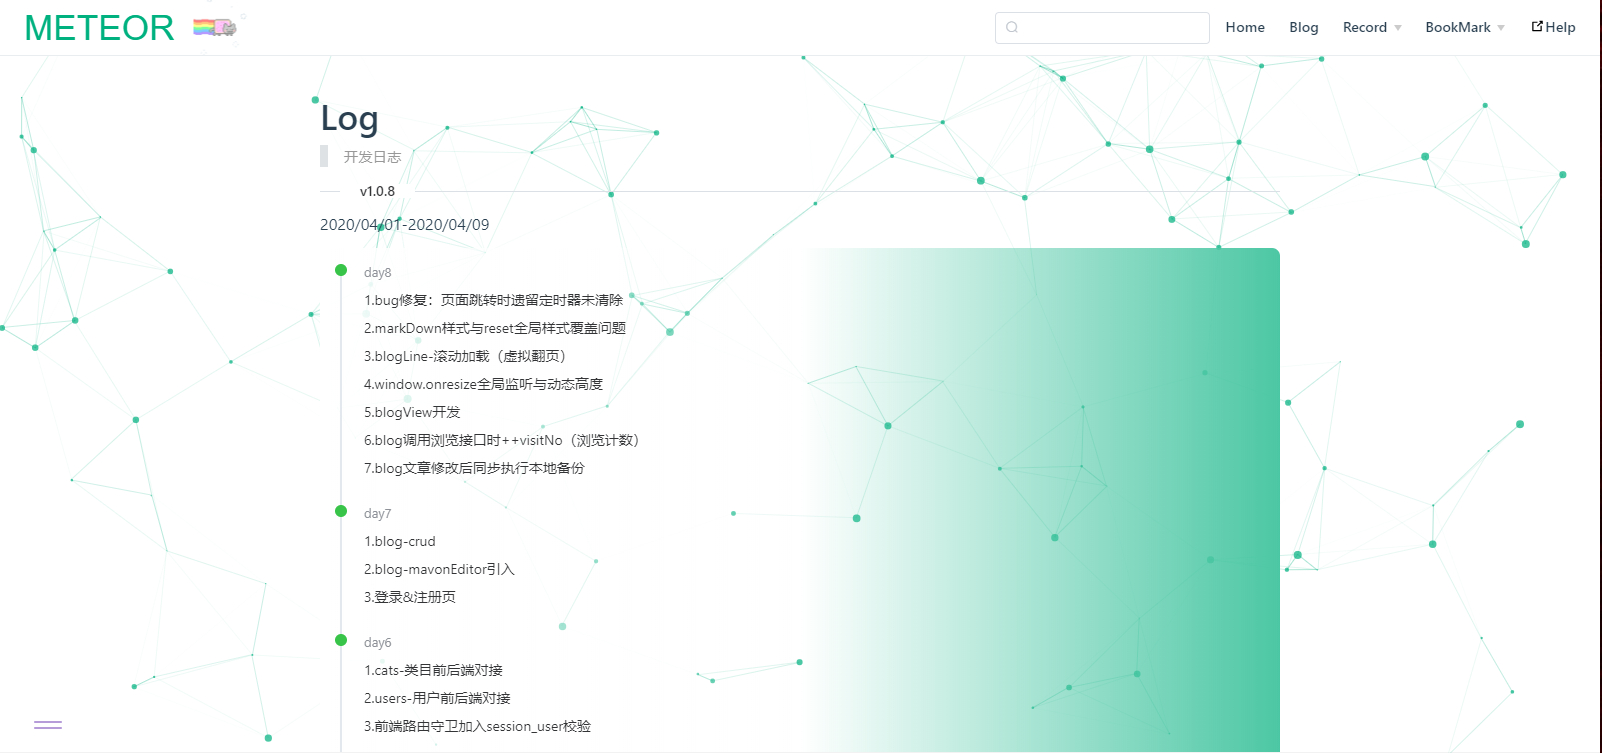 METEOR
Home
Blog
Record
BookMark
Help
Log
开发日志
v1.0.8
2020/04/01-2020/04/09
day8
1.bug修复：页面跳转时遗留定时器未清除
2.markDown样式与reset全局样式覆盖问题
3.blogLine-滚动加载（虚拟翻页）
4.window.onresize全局监听与动态高度
5.blogView开发
6.blog调用浏览接口时++visitNo（浏览计数）
7.blog文章修改后同步执行本地备份
day7
1.blog-crud
2.blog-mavonEditor引入
3.登录&注册页
day6
1.cats-类目前后端对接
2.users-用户前后端对接
3.前端路由守卫加入session_user校验